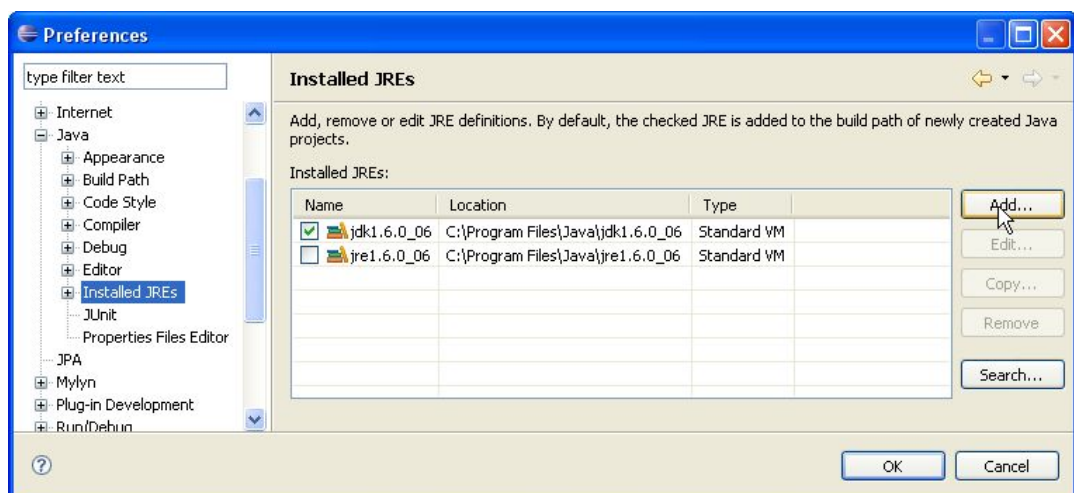 Preferences
type filter text
Internet
Java
Appearance
Build Path
Code Style
Compiler
Debug
Editor
Installed JREs
JUnit
Properties Files Editor
JPA
Mylyn
Plug-in Development
Run/Debug
Installed JREs
Add, remove or edit JRE definitions. By default, the checked JRE is added to the build path of newly created Java
projects.
Installed JREs:
Name Location Type
jdk1.6.0_06 C:\Program Files\Java\jdk1.6.0_06 Standard VM
jre1.6.0_06 C:\Program Files\Java\jre1.6.0_06 Standard VM
Add...
Edit...
Copy...
Remove
Search...
OK
Cancel